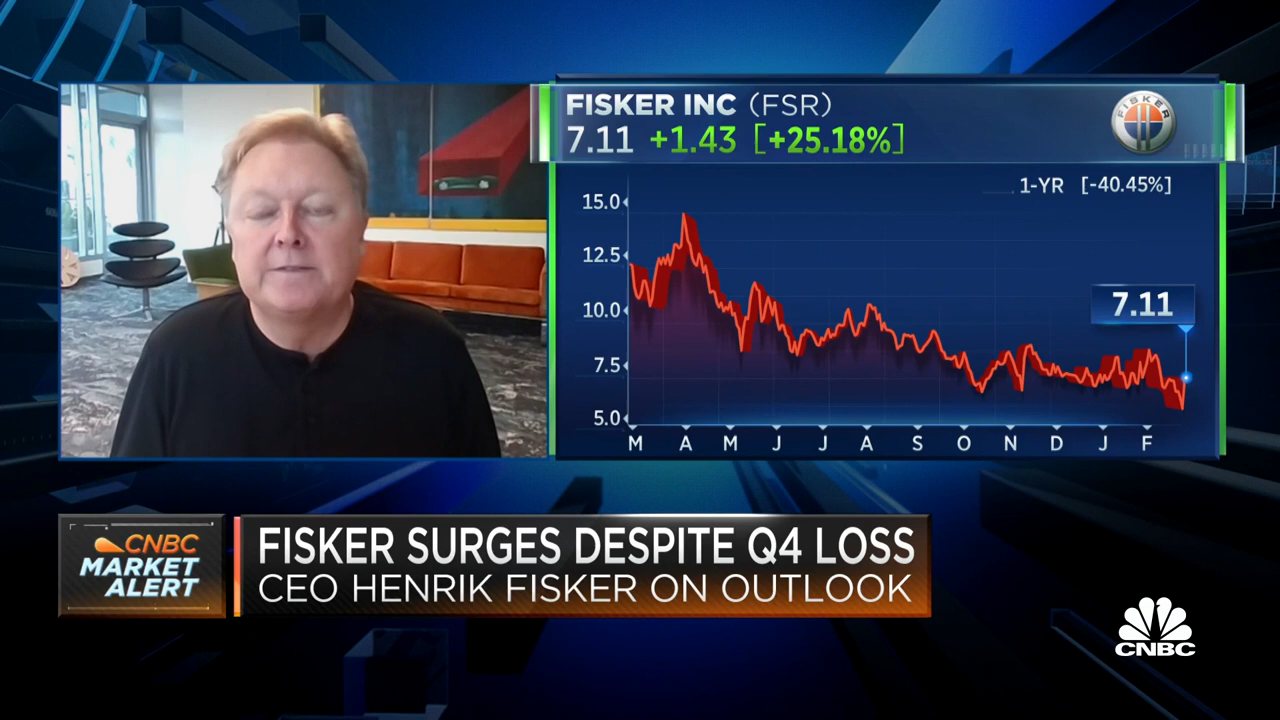 FISKER INC (FSR)
7.11 +1.43 [+25.18%]
FISKER
1-YR [-40.45%]
15.0
12.5
10.0
7.5
5.0
7.11
M A M J J A S O N D J F
CNBC
MARKET
ALERT
FISKER SURGES DESPITE Q4 LOSS
CEO HENRIK FISKER ON OUTLOOK
CNBC